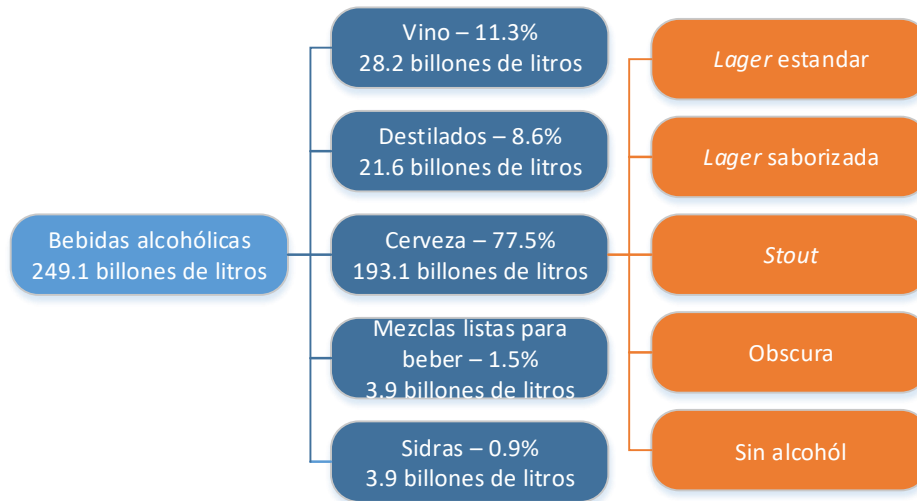 Bebidas alcohólicas
249.1 billones de litros
Vino – 11.3%
28.2 billones de litros
Destilados – 8.6%
21.6 billones de litros
Cerveza – 77.5%
193.1 billones de litros
Mezclas listas para
beber – 1.5%
3.9 billones de litros
Sidras – 0.9%
3.9 billones de litros
Lager estandar
Lager saborizada
Stout
Obscura
Sin alcohól